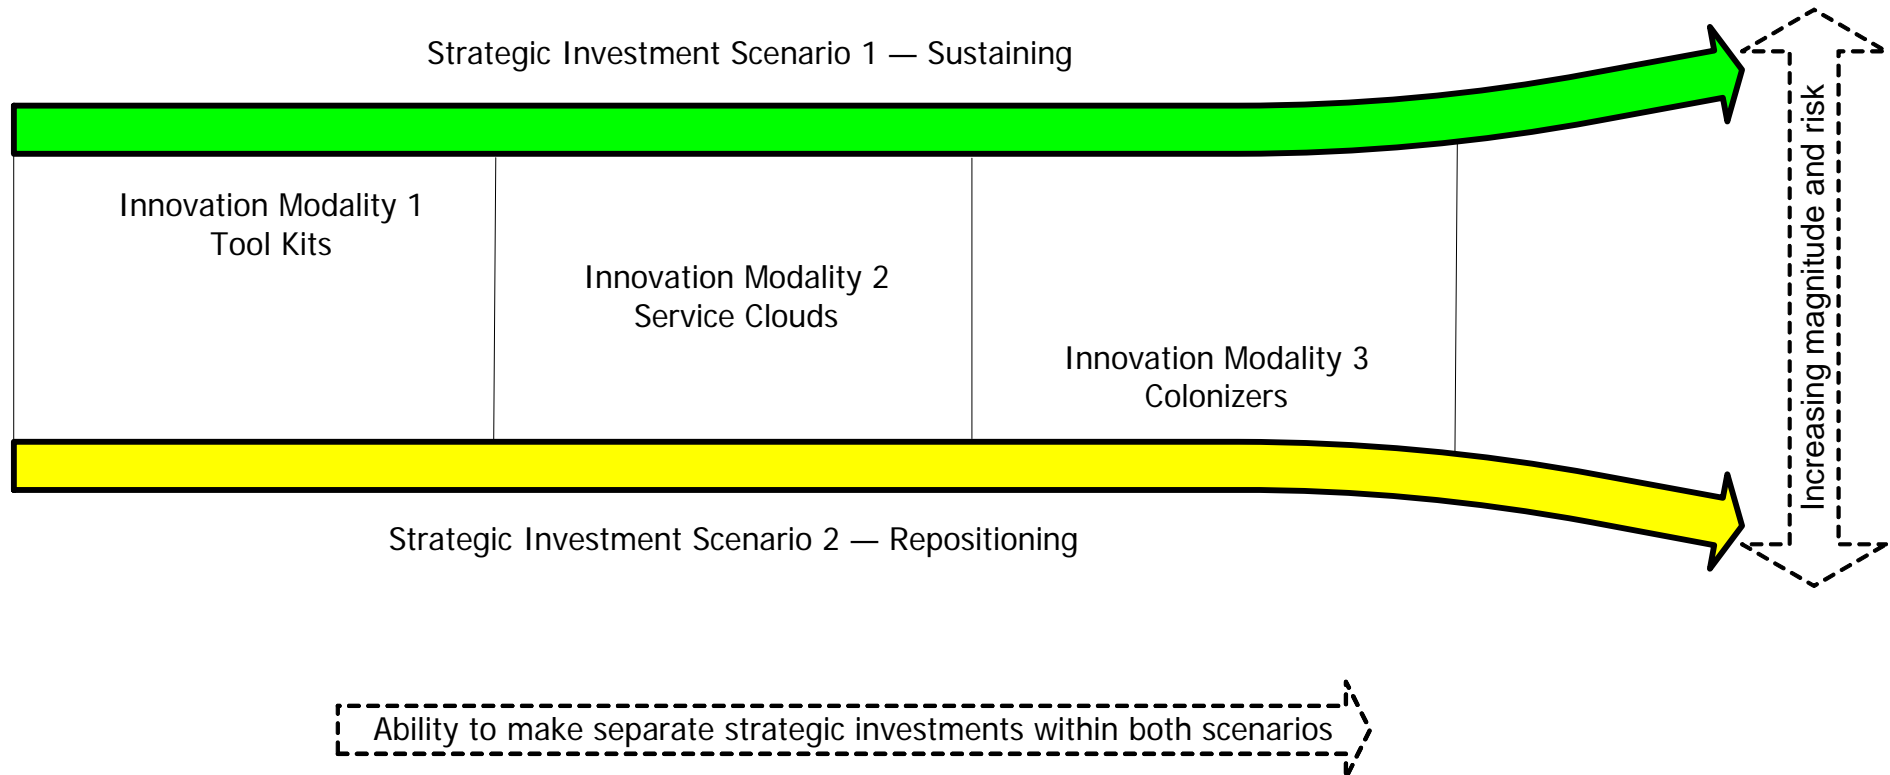 Strategic Investment Scenario 1 — Sustaining
Innovation Modality 1
Tool Kits
Innovation Modality 2
Service Clouds
Innovation Modality 3
Colonizers
Increasing magnitude and risk
Strategic Investment Scenario 2 — Repositioning
Ability to make separate strategic investments within both scenarios